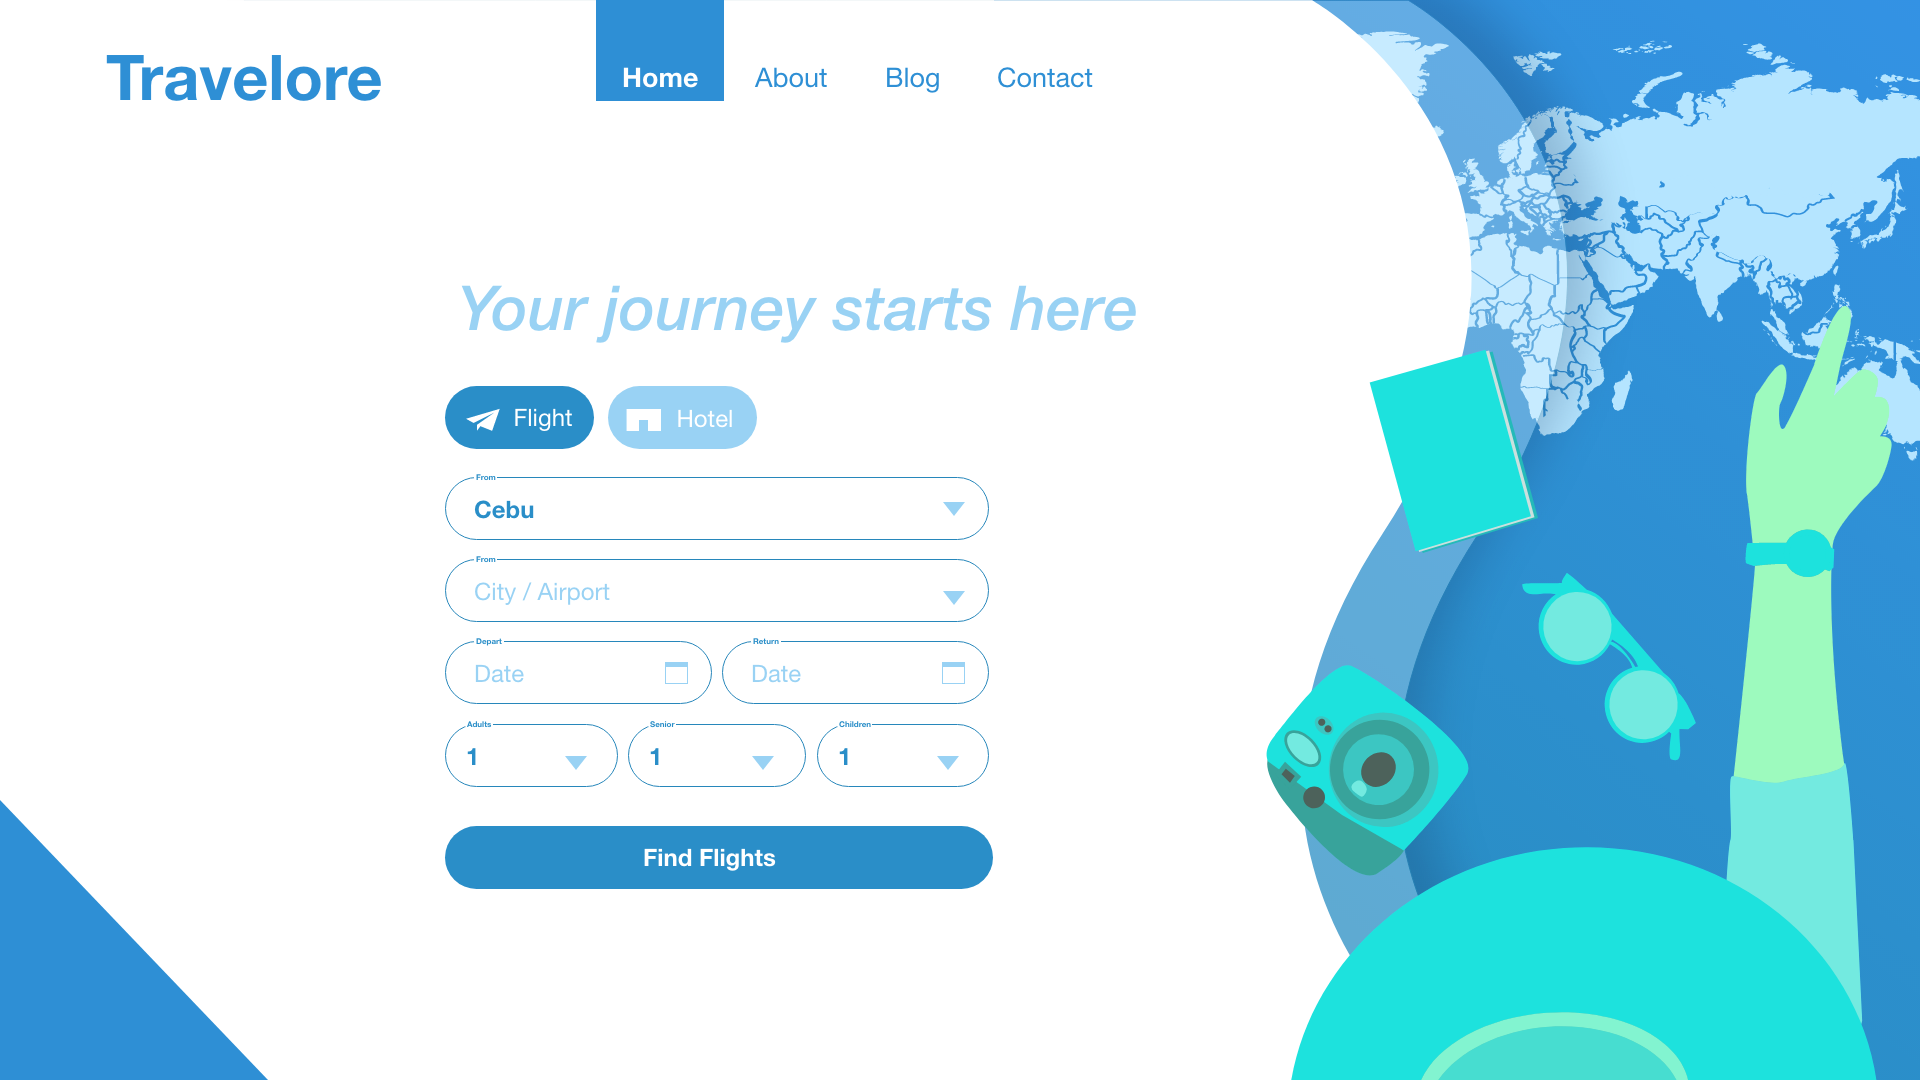 Travelore
Home About Blog Contact
Your journey starts here
Flight Hotel
From
Cebu
From
City / Airport
Depart Return
Date Date
Adults Senior Children
1 1 1
Find Flights